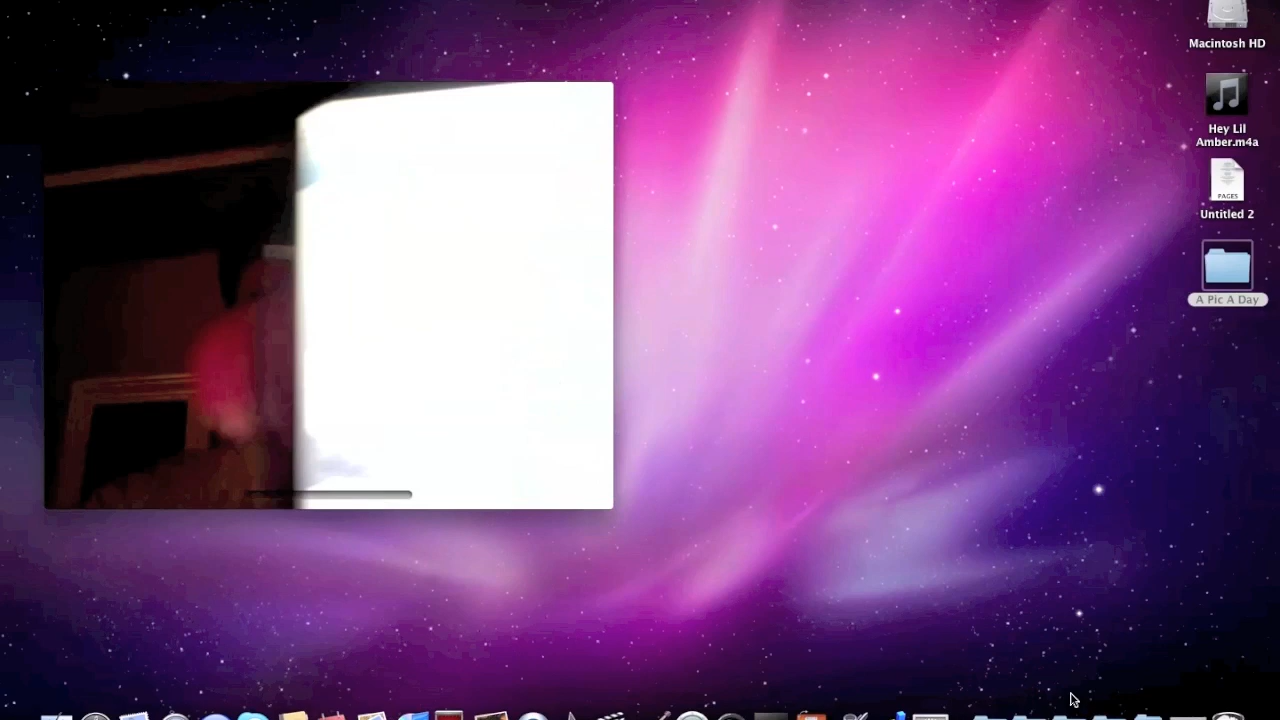 Macintosh HD
Hey Lil
Amber.m4a
PAGES
Untitled 2
A Pic A Day